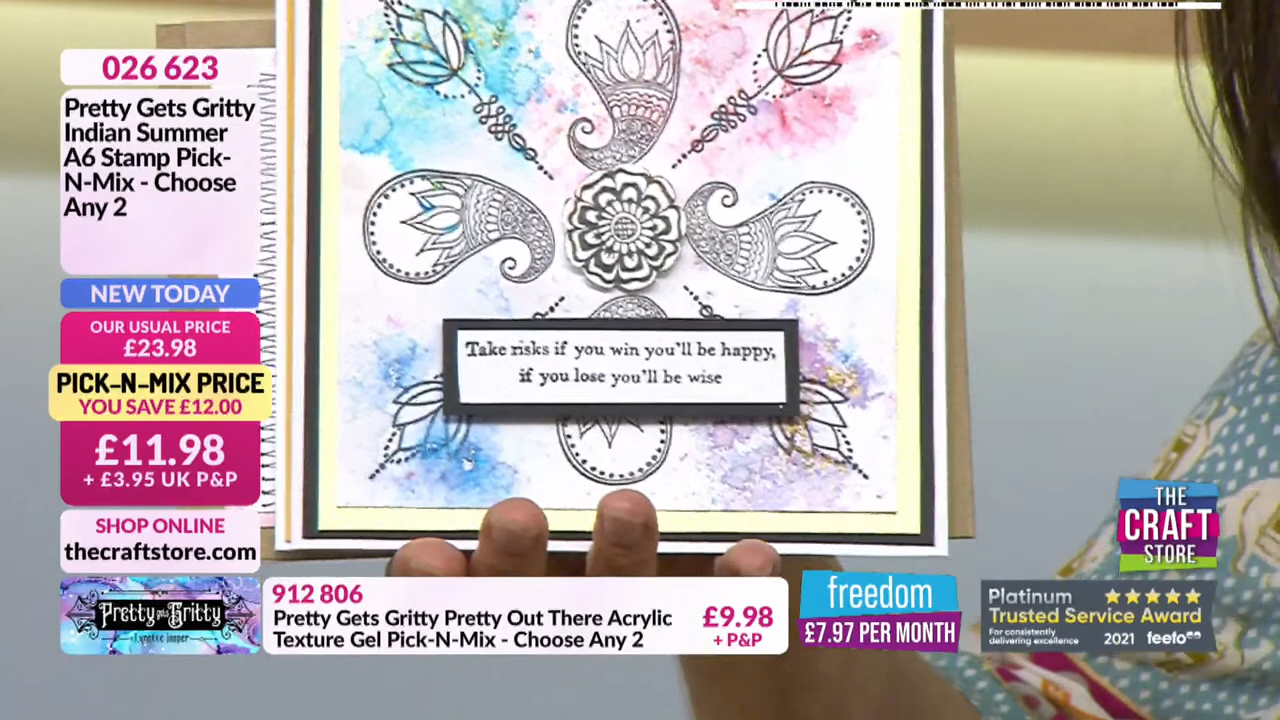 026 623
Pretty Gets Gritty
Indian Summer
A6 Stamp Pick-
N-Mix - Choose
Any 2
NEW TODAY
OUR USUAL PRICE
£23.98
PICK-N-MIX PRICE
YOU SAVE £12.00
£11.98
+ £3.95 UK P&P
SHOP ONLINE
thecraftstore.com
Take risks if you win you'll be happy,
if you lose you'll be wise
THE
CRAFT
STORE
Pretty gets Gritty
912 806
Pretty Gets Gritty Pretty Out There Acrylic
Texture Gel Pick-N-Mix - Choose Any 2
£9.98
+ P&P
freedom
£7.97 PER MONTH
Platinum
Trusted Service Award
For consistently
delivering excellence
2021 feefo